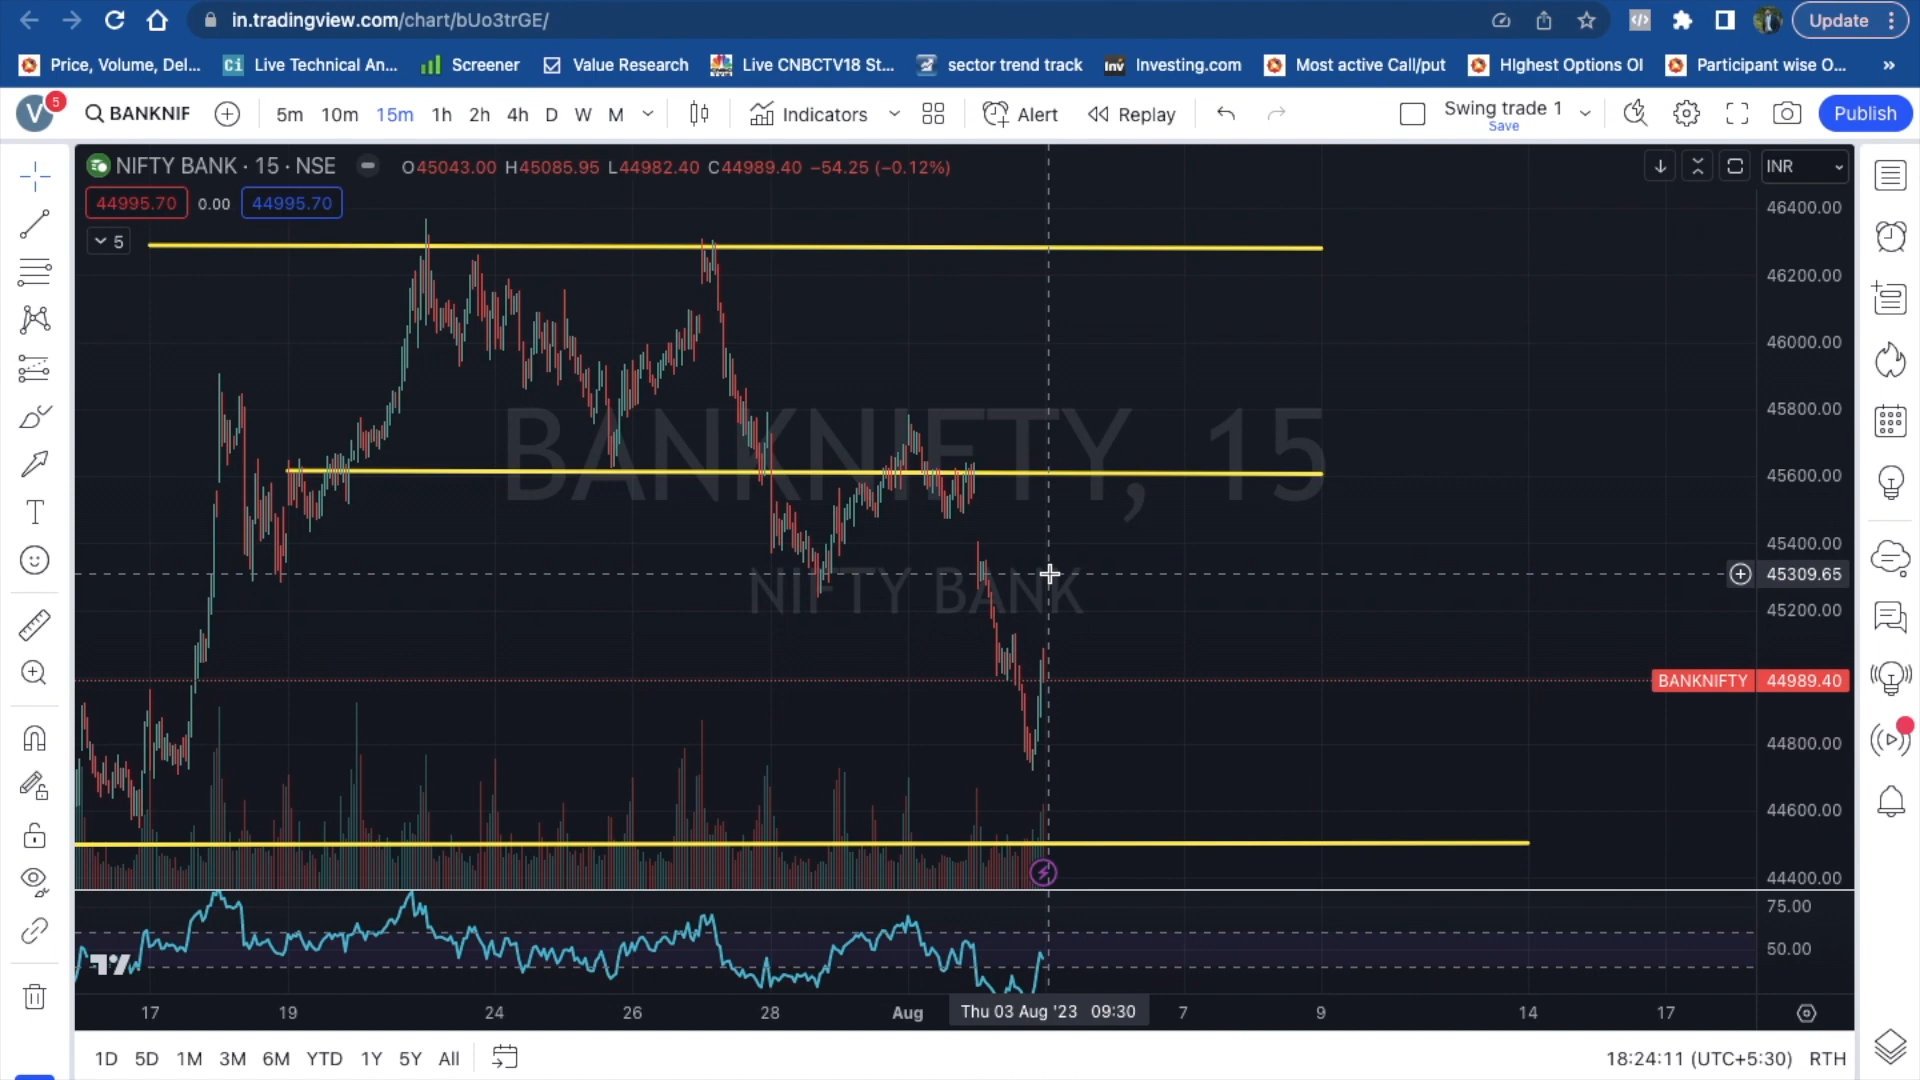 in.tradingview.com/chart/bUo3trGE/
Update
Price, Volume, Del...
Ci Live Technical An...
Screener
Value Research
Live CNBCTV18 St...
sector trend track
Inv Investing.com
Most active Call/put
HIghest Options OI
Participant wise O...
»
V 5
BANKNIF
5m 10m 15m 1h 2h 4h D W M
Indicators
Alert
Replay
Swing trade 1
Save
Publish
NIFTY BANK · 15 · NSE
O45043.00 H45085.95 L44982.40 C44989.40 −54.25 (−0.12%)
INR
44995.70 0.00 44995.70
5
BANKNIFTY, 15
NIFTY BANK
46400.00
46200.00
46000.00
45800.00
45600.00
45400.00
45309.65
45200.00
BANKNIFTY 44989.40
44800.00
44600.00
44400.00
75.00
50.00
17 19 24 26 28 Aug Thu 03 Aug '23 09:30 7 9 14 17
1D 5D 1M 3M 6M YTD 1Y 5Y All
18:24:11 (UTC+5:30) RTH